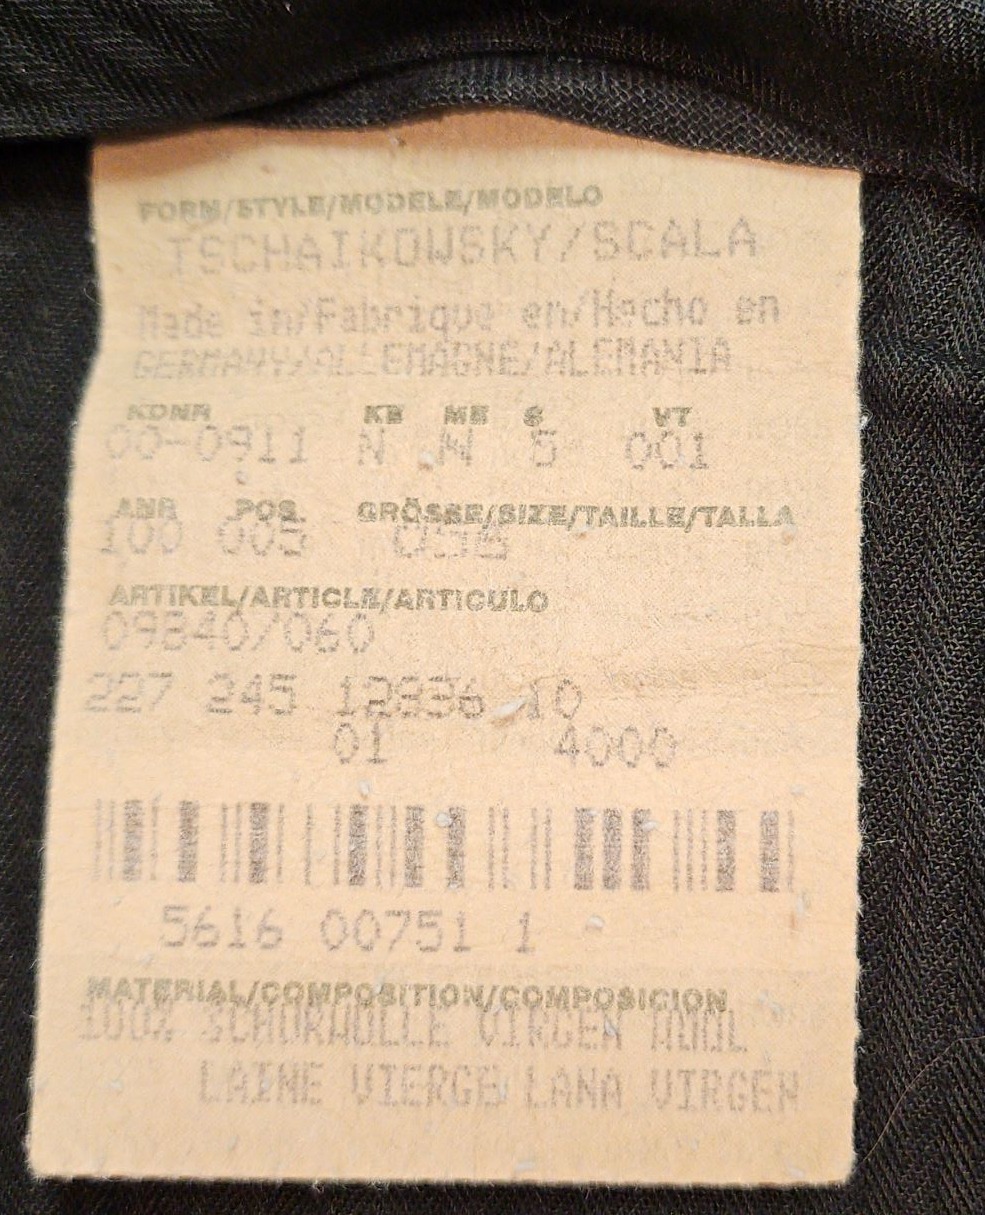 FORM/STYLE/MODELE/MODELO
TSCHAIKOWSKY/SCALA
Made in/Fabrique en/Hecho en
GERMANY/ALLEMAGNE/ALEMANIA
KDNR KB ME S VT
00-0911 N W 5 001
ANR POS GRÖSSE/SIZE/TAILLE/TALLA
100 005
ARTIKEL/ARTICLE/ARTICULO
09840/060
227 245 12836 10
01 4000
5616 00751 1
MATERIAL/COMPOSITION/COMPOSICION
100% SCHURWOLLE VIRGEN WOOL
LAINE VIERGE LANA VIRGEN